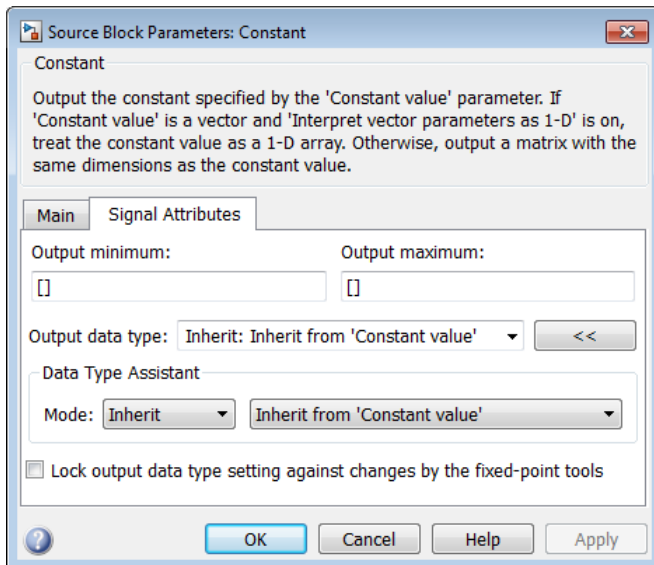 Source Block Parameters: Constant
Constant
Output the constant specified by the 'Constant value' parameter. If
'Constant value' is a vector and 'Interpret vector parameters as 1-D' is on,
treat the constant value as a 1-D array. Otherwise, output a matrix with the
same dimensions as the constant value.
Main Signal Attributes
Output minimum: Output maximum:
[] []
Output data type: Inherit: Inherit from 'Constant value' <<
Data Type Assistant
Mode: Inherit Inherit from 'Constant value'
Lock output data type setting against changes by the fixed-point tools
? OK Cancel Help Apply